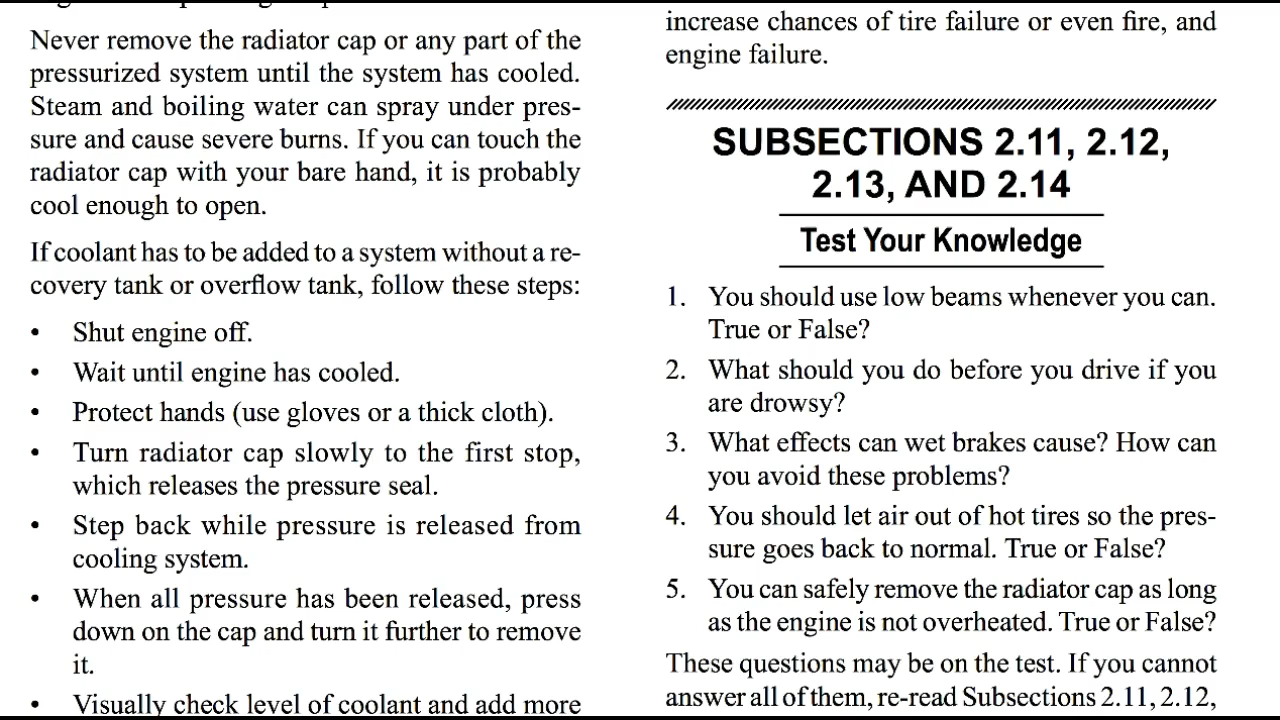 Never remove the radiator cap or any part of the
pressurized system until the system has cooled.
Steam and boiling water can spray under pres-
sure and cause severe burns. If you can touch the
radiator cap with your bare hand, it is probably
cool enough to open.
If coolant has to be added to a system without a re-
covery tank or overflow tank, follow these steps:
• Shut engine off.
• Wait until engine has cooled.
• Protect hands (use gloves or a thick cloth).
• Turn radiator cap slowly to the first stop,
which releases the pressure seal.
• Step back while pressure is released from
cooling system.
• When all pressure has been released, press
down on the cap and turn it further to remove
it.
• Visually check level of coolant and add more
increase chances of tire failure or even fire, and
engine failure.
SUBSECTIONS 2.11, 2.12,
2.13, AND 2.14
Test Your Knowledge
1. You should use low beams whenever you can.
True or False?
2. What should you do before you drive if you
are drowsy?
3. What effects can wet brakes cause? How can
you avoid these problems?
4. You should let air out of hot tires so the pres-
sure goes back to normal. True or False?
5. You can safely remove the radiator cap as long
as the engine is not overheated. True or False?
These questions may be on the test. If you cannot
answer all of them, re-read Subsections 2.11, 2.12,